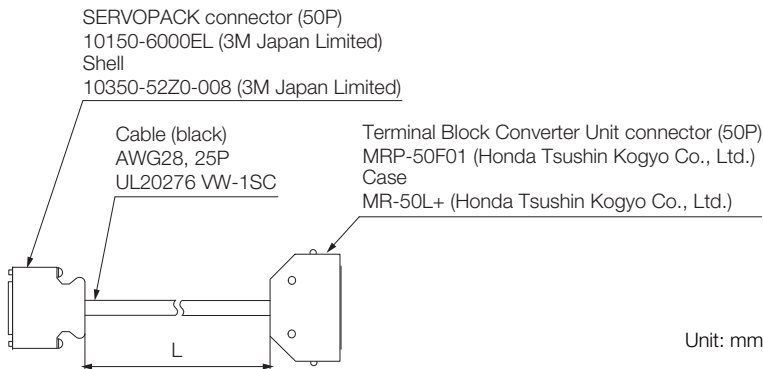 SERVOPACK connector (50P)
10150-6000EL (3M Japan Limited)
Shell
10350-52Z0-008 (3M Japan Limited)
Cable (black)
AWG28, 25P
UL20276 VW-1SC
Terminal Block Converter Unit connector (50P)
MRP-50F01 (Honda Tsushin Kogyo Co., Ltd.)
Case
MR-50L+ (Honda Tsushin Kogyo Co., Ltd.)
L
Unit: mm